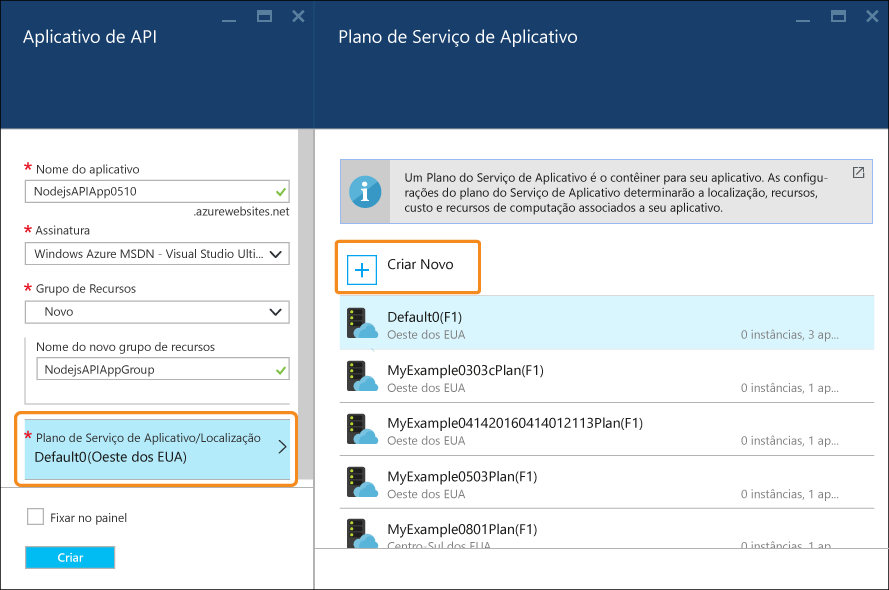 Aplicativo de API
* Nome do aplicativo
NodejsAPIApp0510
.azurewebsites.net
* Assinatura
Windows Azure MSDN - Visual Studio Ulti...
* Grupo de Recursos
Novo
Nome do novo grupo de recursos
NodejsAPIAppGroup
* Plano de Serviço de Aplicativo/Localização
Default0(Oeste dos EUA)
Fixar no painel
Criar
Plano de Serviço de Aplicativo
Um Plano do Serviço de Aplicativo é o contêiner para seu aplicativo. As configu-
rações do plano do Serviço de Aplicativo determinarão a localização, recursos,
custo e recursos de computação associados a seu aplicativo.
Criar Novo
Default0(F1)
Oeste dos EUA 0 instâncias, 3 ap...
MyExample0303cPlan(F1)
Oeste dos EUA 0 instâncias, 1 ap...
MyExample041420160414012113Plan(F1)
Oeste dos EUA 0 instâncias, 1 ap...
MyExample0503Plan(F1)
Oeste dos EUA 0 instâncias, 1 ap...
MyExample0801Plan(F1)
Centro-Sul dos EUA 0 instâncias, 1 ap...